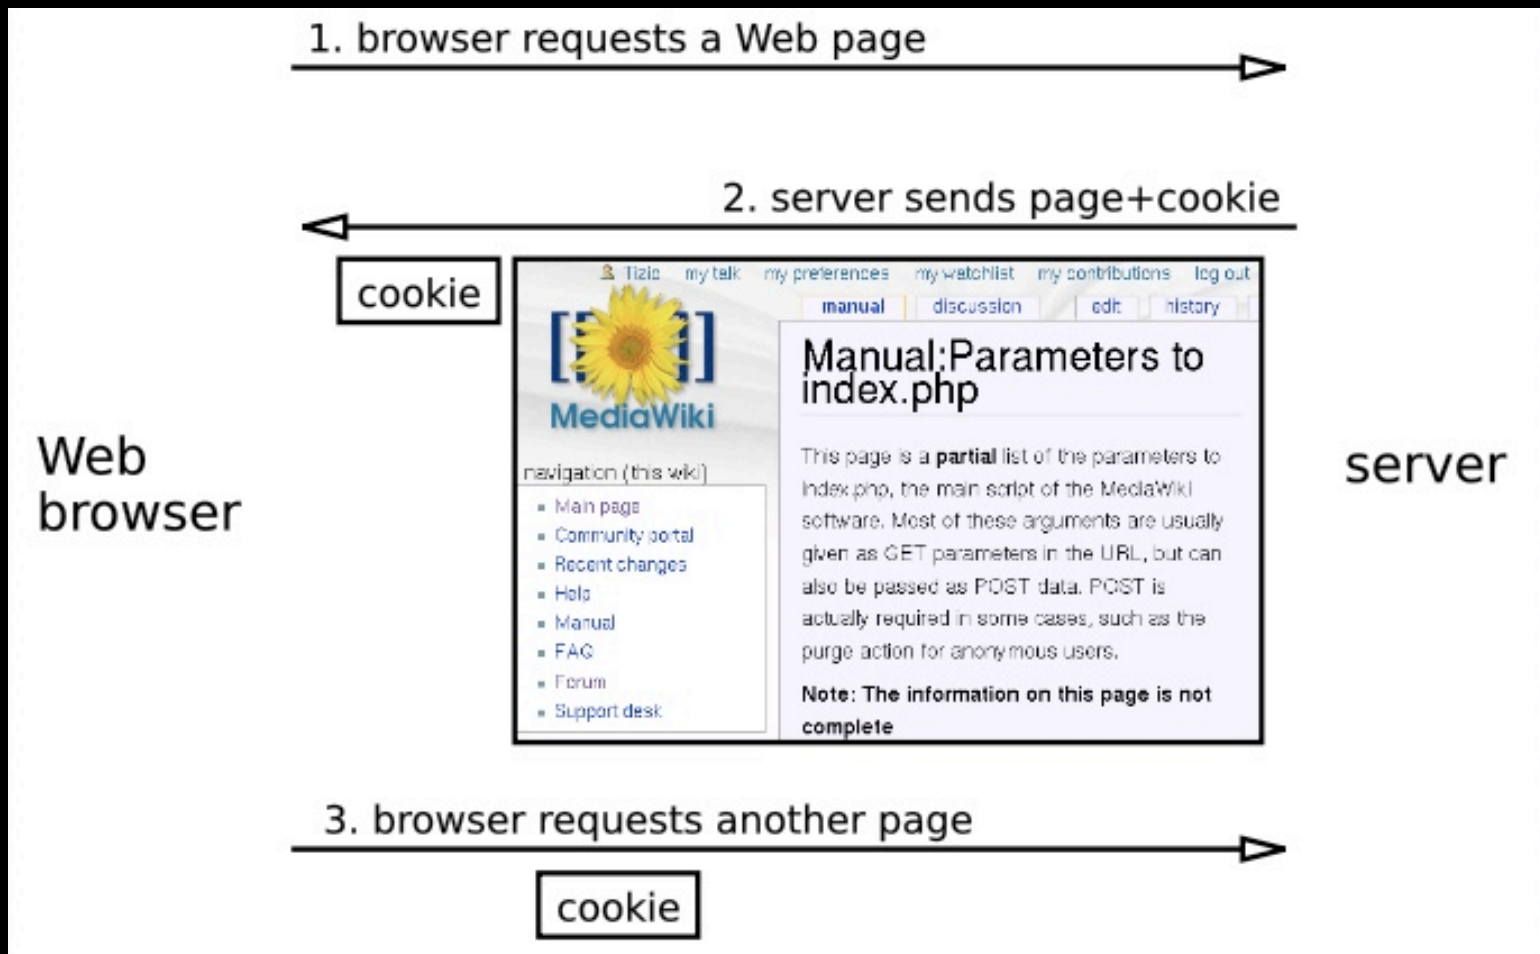 1. browser requests a Web page
2. server sends page+cookie
cookie
Tizio my talk my preferences my watchlist my contributions log out
manual discussion edit history
[[ ]]
MediaWiki
Manual:Parameters to
index.php
This page is a partial list of the parameters to
index.php, the main script of the MediaWiki
software. Most of these arguments are usually
given as GET parameters in the URL, but can
also be passed as POST data. POST is
actually required in some cases, such as the
purge action for anonymous users.
Note: The information on this page is not
complete
navigation (this wiki)
Main page
Community portal
Recent changes
Help
Manual
FAQ
Forum
Support desk
Web
browser
server
3. browser requests another page
cookie